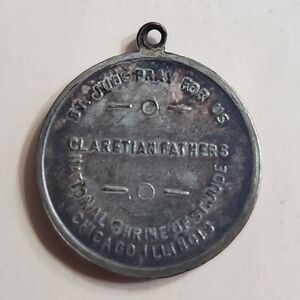 ST. JUDE PRAY FOR US
CLARETIAN FATHERS
NATIONAL SHRINE OF ST. JUDE
CHICAGO, ILLINOIS